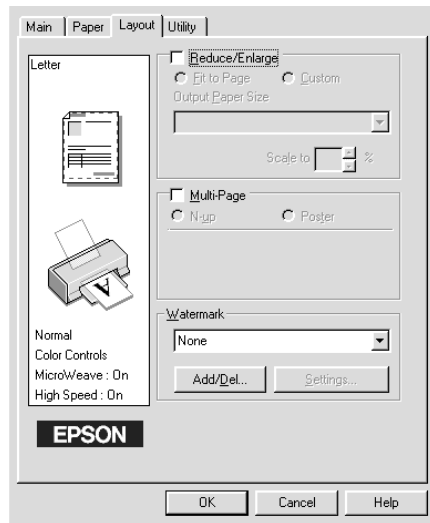 Main Paper Layout Utility
Letter
Reduce/Enlarge
Fit to Page Custom
Output Paper Size
Scale to %
Multi-Page
N-up Poster
A
Watermark
None
Add/Del... Settings...
Normal
Color Controls
MicroWeave : On
High Speed : On
EPSON
OK Cancel Help